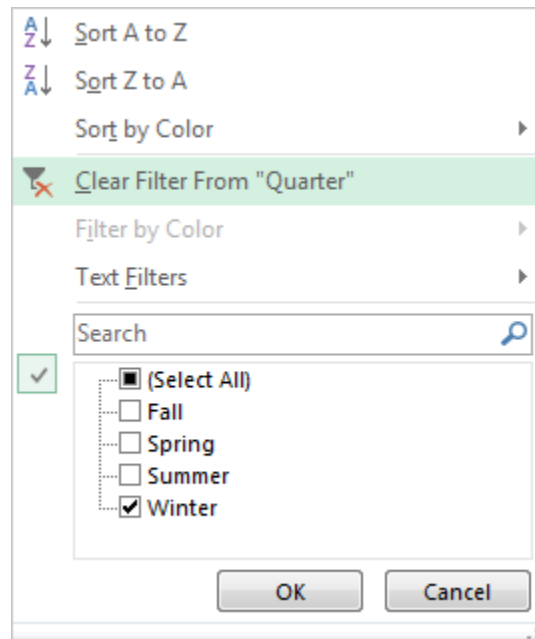 Sort A to Z
Sort Z to A
Sort by Color
Clear Filter From "Quarter"
Filter by Color
Text Filters
Search
(Select All)
Fall
Spring
Summer
Winter
OK Cancel